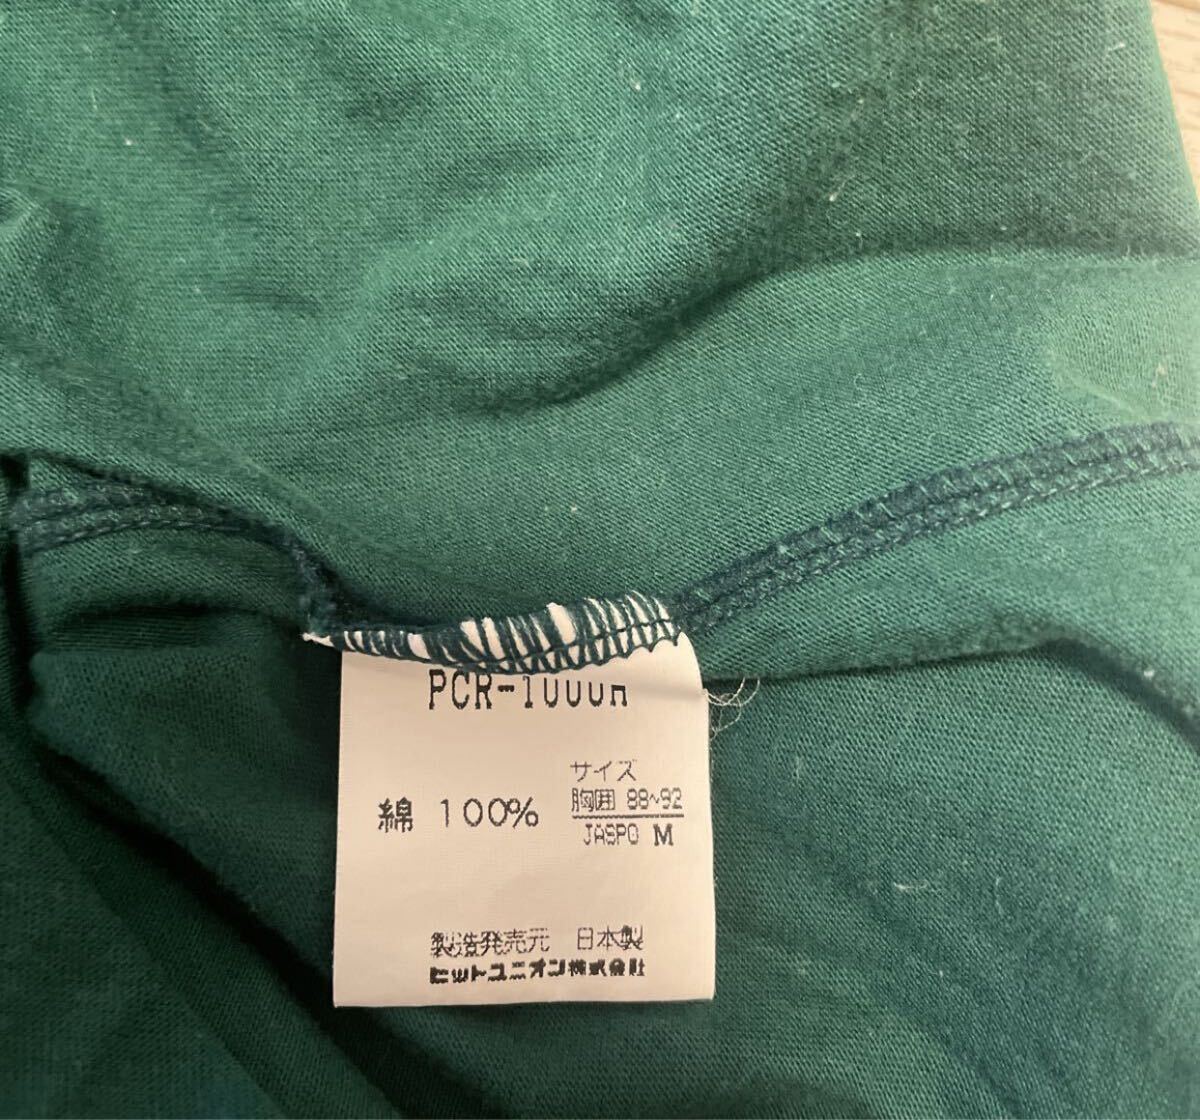 PCR-1000A
綿 100%
サイズ
胸囲 88~92
JASPO M
製造発売元 日本製
ヒットユニオン株式会社